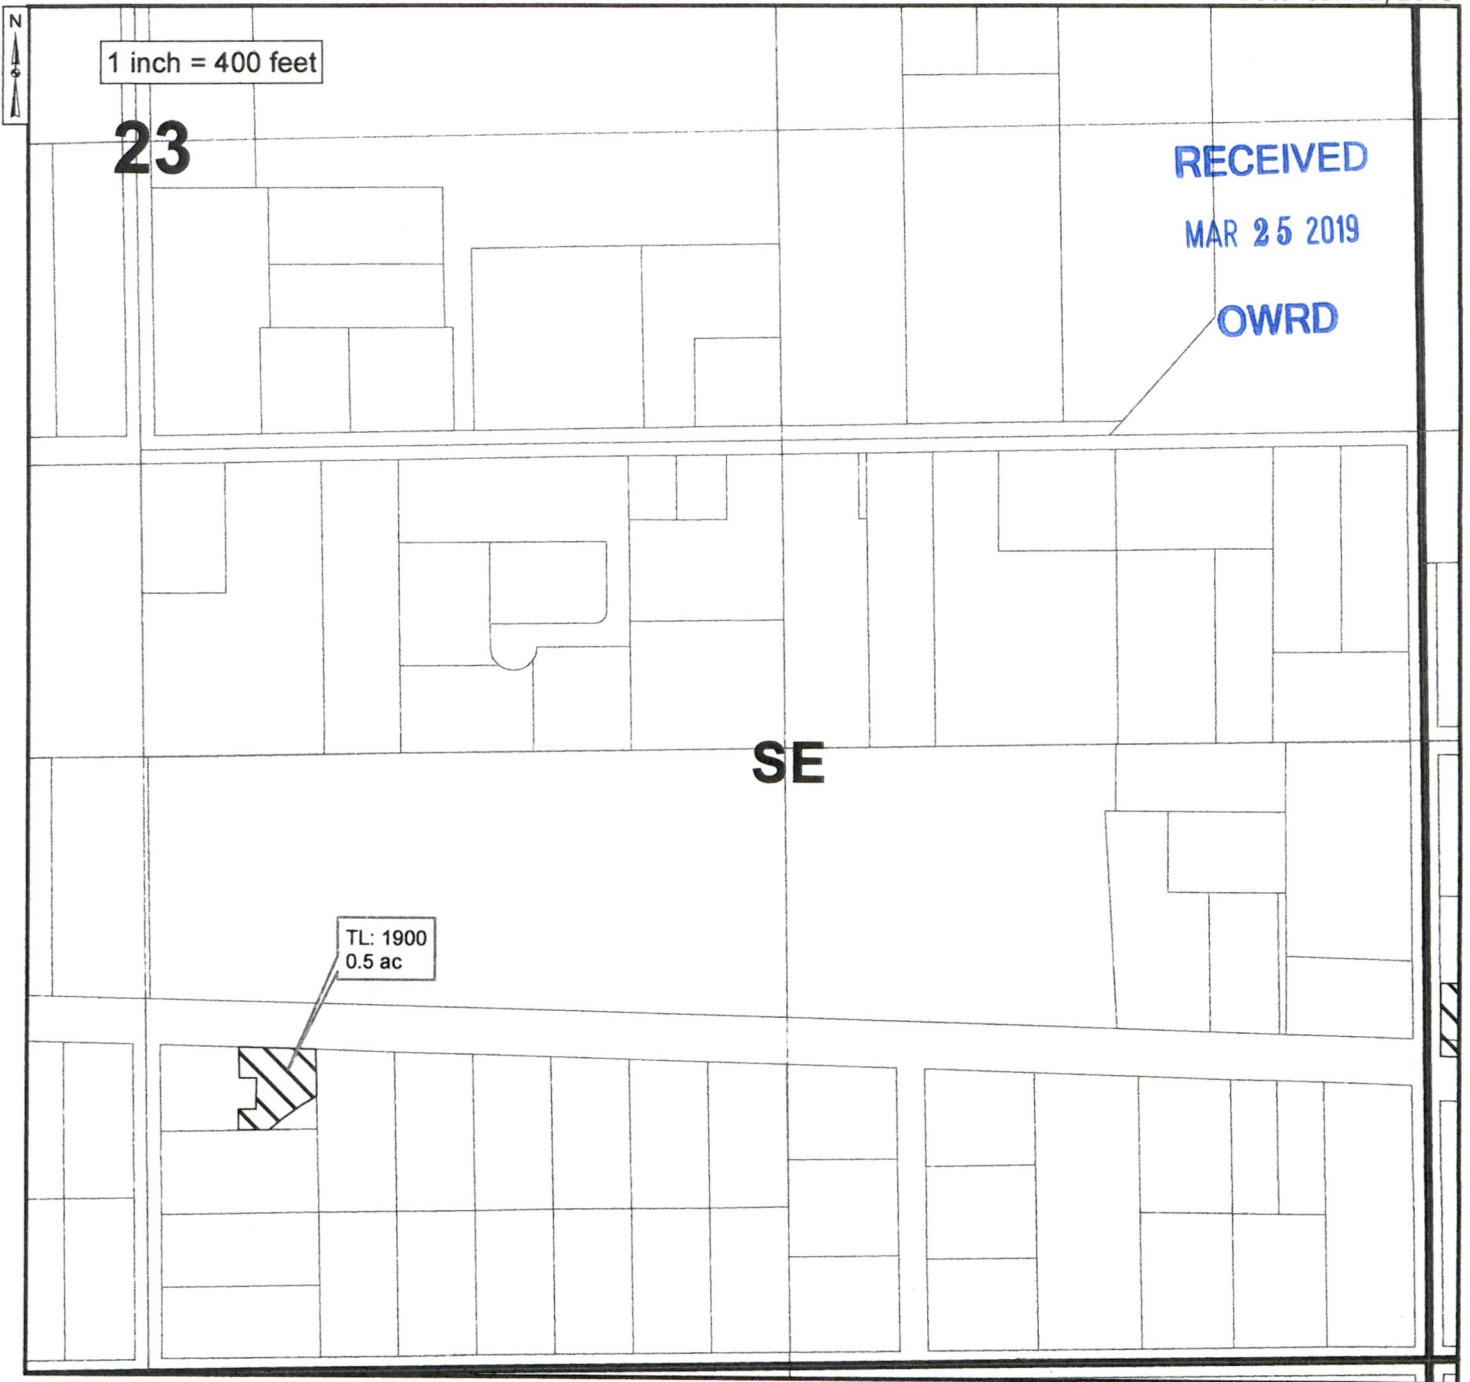 N
1 inch = 400 feet
23
RECEIVED
MAR 25 2019
OWRD
SE
TL: 1900
0.5 ac